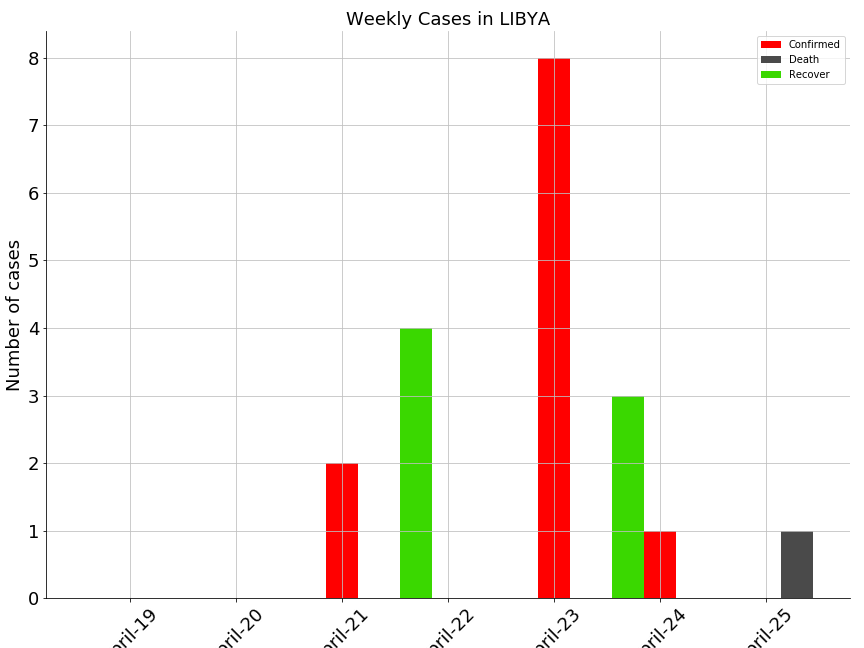 Weekly Cases in LIBYA
Confirmed
Death
Recover
Number of cases
8
7
6
5
4
3
2
1
0
pril-19
pril-20
pril-21
pril-22
pril-23
pril-24
pril-25